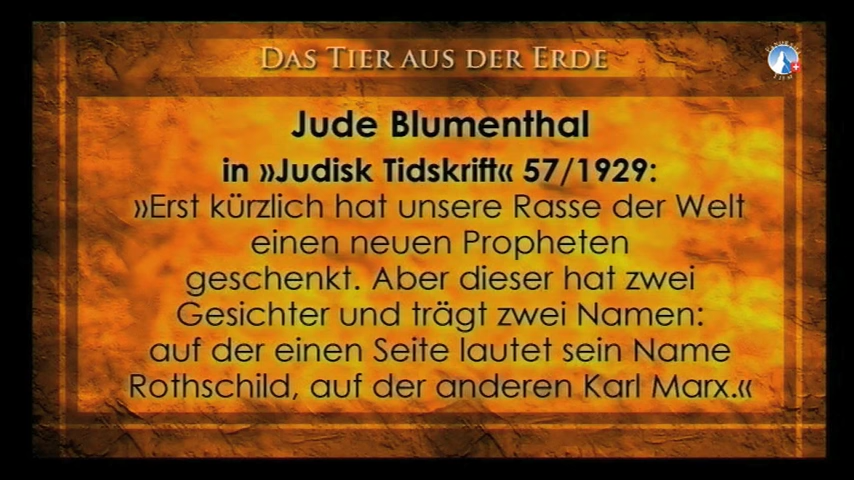 DAS TIER AUS DER ERDE
Jude Blumenthal
in »Judisk Tidskrift« 57/1929:
»Erst kürzlich hat unsere Rasse der Welt
einen neuen Propheten
geschenkt. Aber dieser hat zwei
Gesichter und trägt zwei Namen:
auf der einen Seite lautet sein Name
Rothschild, auf der anderen Karl Marx.«